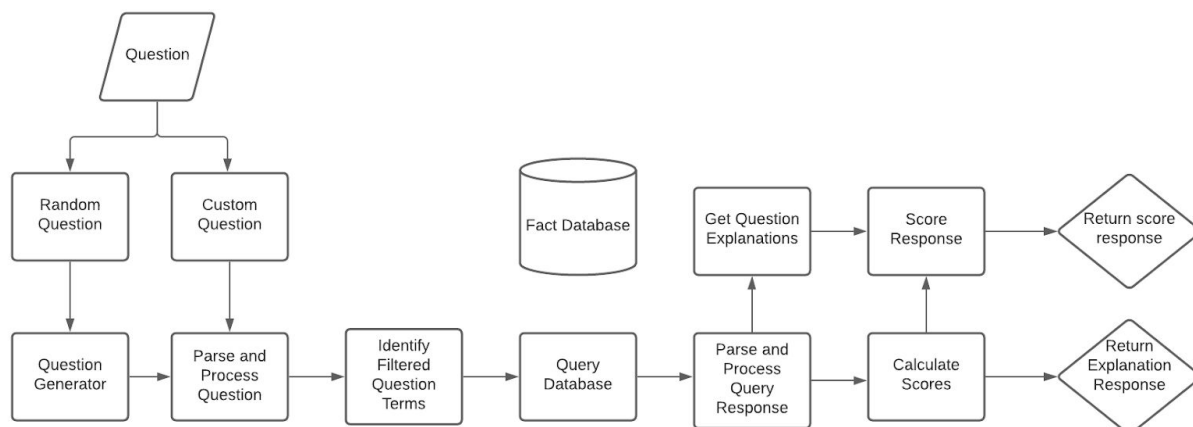 Question
Random
Question
Custom
Question
Fact Database
Get Question
Explanations
Score
Response
Return score
response
Question
Generator
Parse and
Process
Question
Identify
Filtered
Question
Terms
Query
Database
Parse and
Process
Query
Response
Calculate
Scores
Return
Explanation
Response